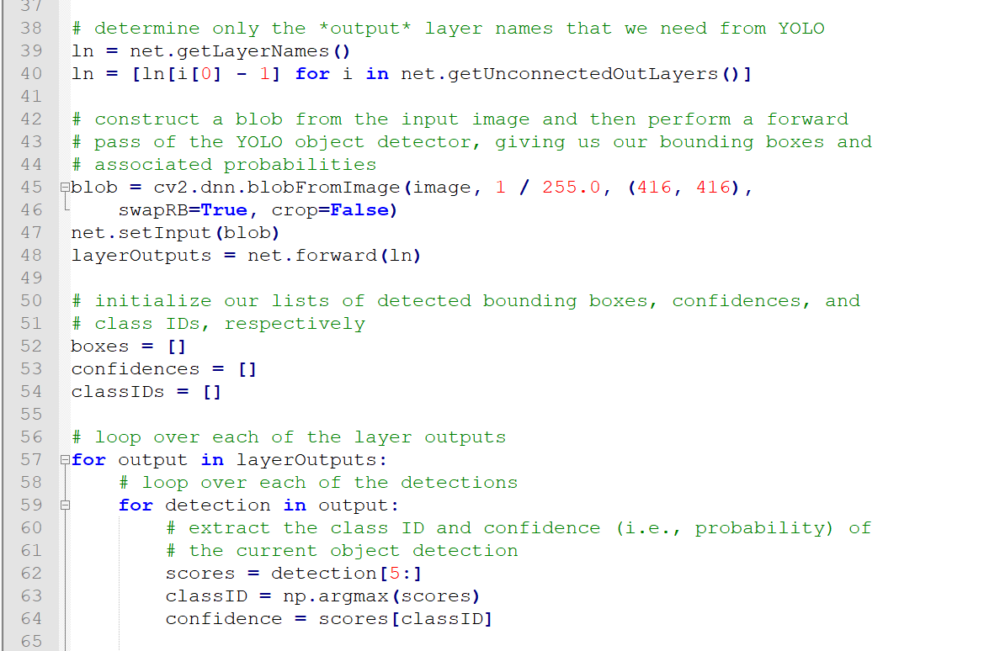 37
38 # determine only the *output* layer names that we need from YOLO
39 ln = net.getLayerNames()
40 ln = [ln[i[0] - 1] for i in net.getUnconnectedOutLayers()]
41
42 # construct a blob from the input image and then perform a forward
43 # pass of the YOLO object detector, giving us our bounding boxes and
44 # associated probabilities
45 blob = cv2.dnn.blobFromImage(image, 1 / 255.0, (416, 416),
46     swapRB=True, crop=False)
47 net.setInput(blob)
48 layerOutputs = net.forward(ln)
49
50 # initialize our lists of detected bounding boxes, confidences, and
51 # class IDs, respectively
52 boxes = []
53 confidences = []
54 classIDs = []
55
56 # loop over each of the layer outputs
57 for output in layerOutputs:
58     # loop over each of the detections
59     for detection in output:
60         # extract the class ID and confidence (i.e., probability) of
61         # the current object detection
62         scores = detection[5:]
63         classID = np.argmax(scores)
64         confidence = scores[classID]
65